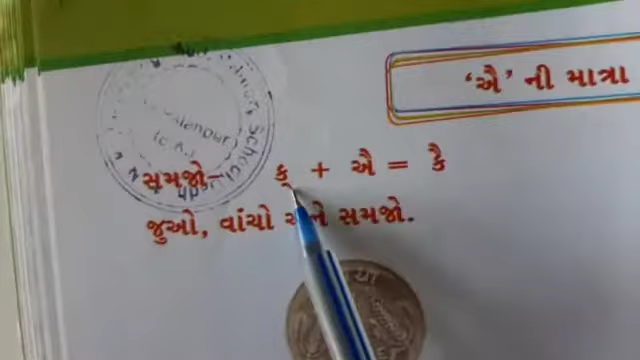 'ઐ' ની માત્રા
સમજો- ક્ + ઐ = કૈ
જુઓ, વાંચો અને સમજો.